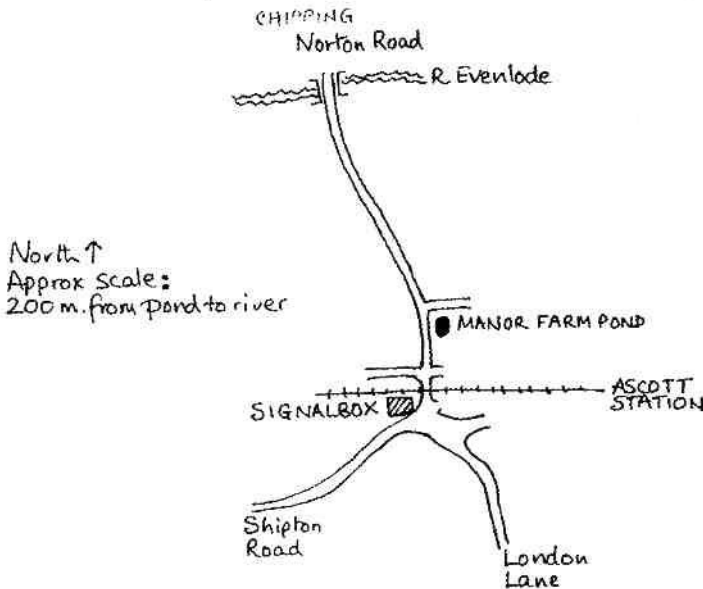 CHIPPING
Norton Road
R Evenlode
North ↑
Approx scale:
200 m. from pond to river
MANOR FARM POND
SIGNALBOX
ASCOTT
STATION
Shipton
Road
London
Lane